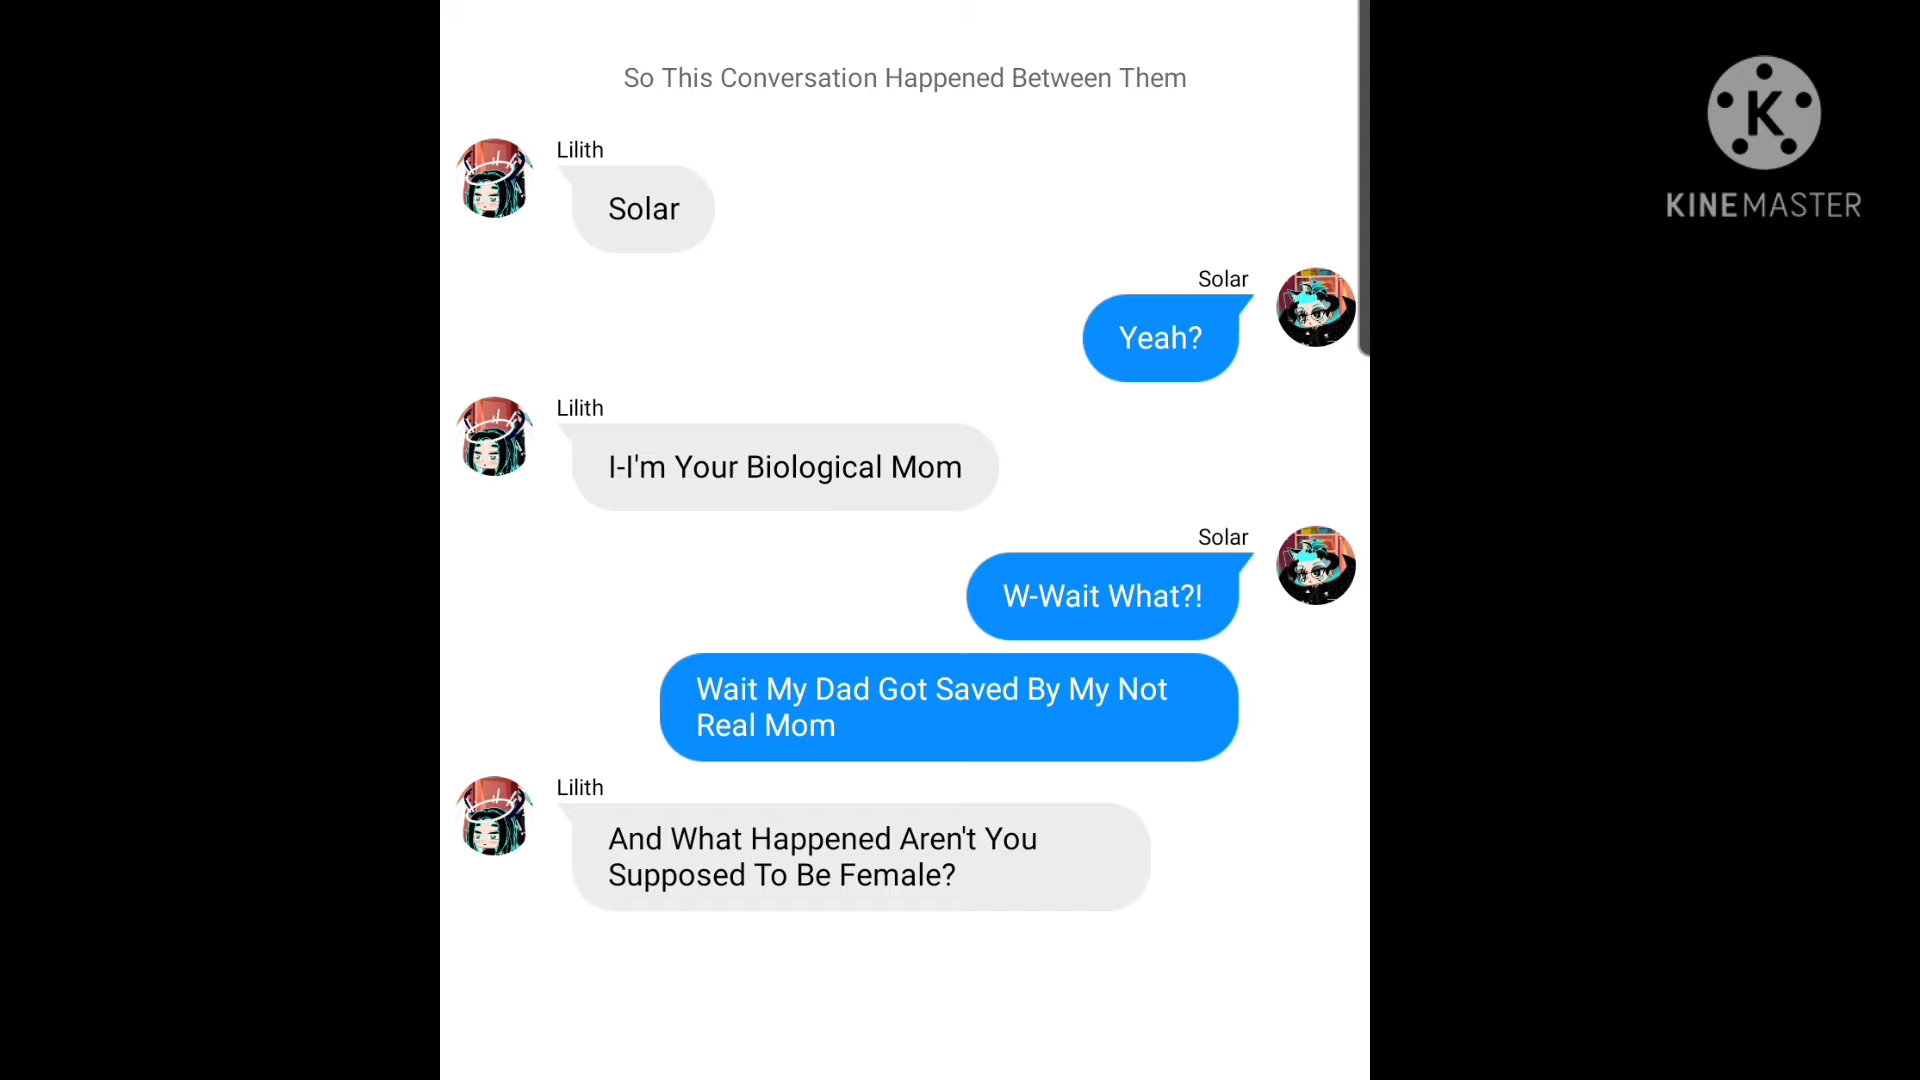 So This Conversation Happened Between Them
Lilith
Solar
Solar
Yeah?
Lilith
I-I'm Your Biological Mom
Solar
W-Wait What?!
Wait My Dad Got Saved By My Not
Real Mom
Lilith
And What Happened Aren't You
Supposed To Be Female?
K
KINEMASTER